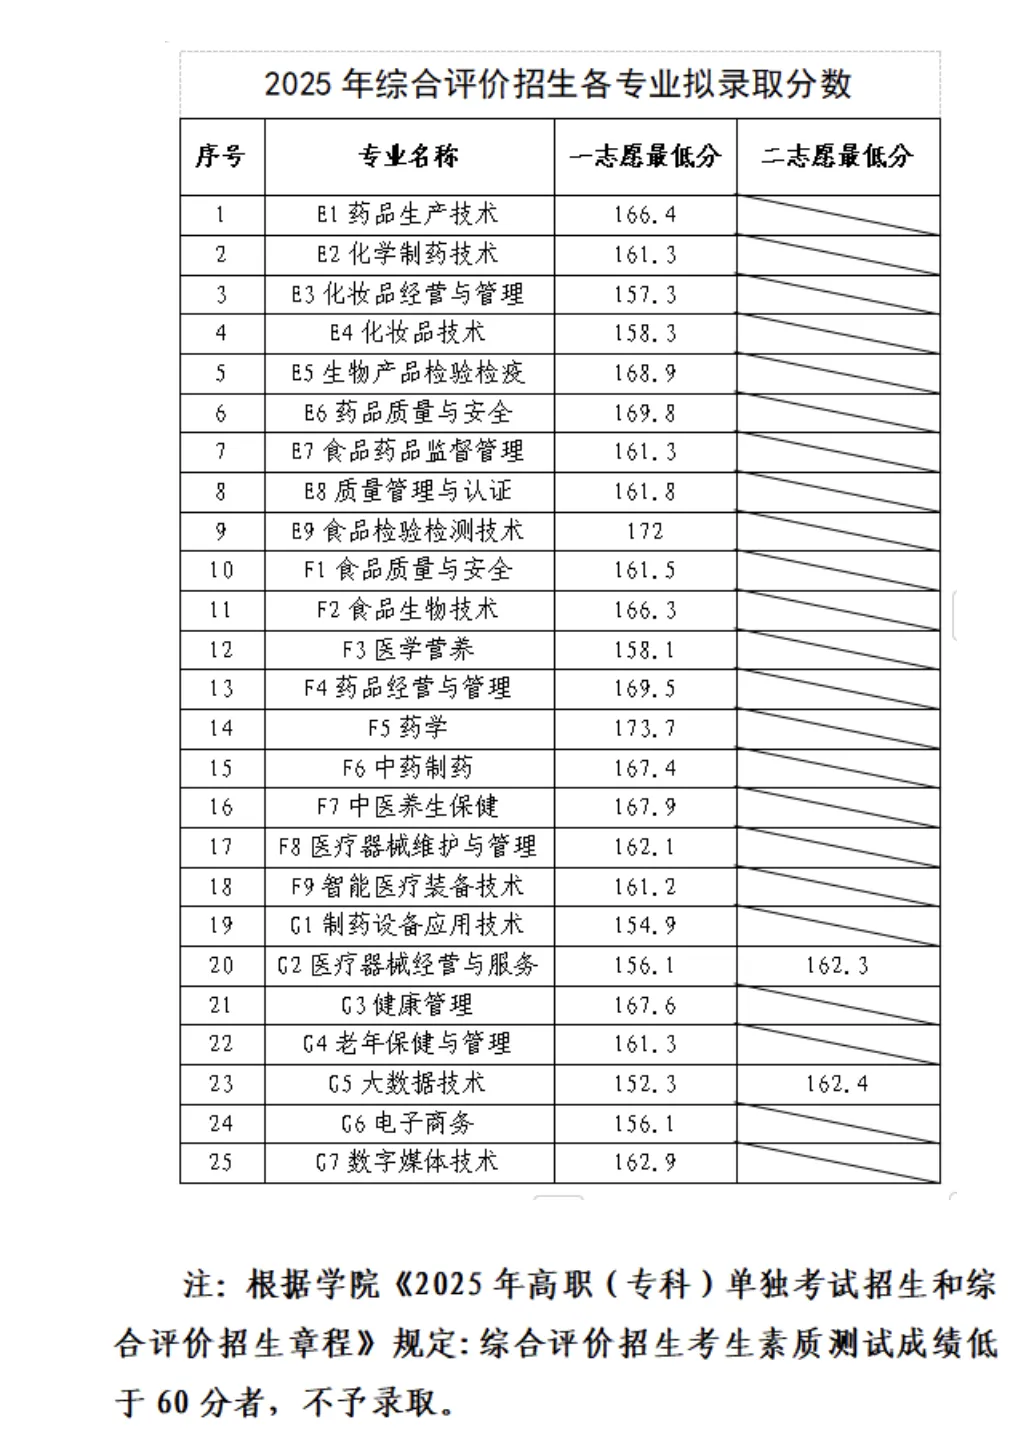 2025 年综合评价招生各专业拟录取分数
序号 专业名称 一志愿最低分 二志愿最低分
1 E1 药品生产技术 166.4
2 E2 化学制药技术 161.3
3 E3 化妆品经营与管理 157.3
4 E4 化妆品技术 158.3
5 E5 生物产品检验检疫 168.9
6 E6 药品质量与安全 169.8
7 E7 食品药品监督管理 161.3
8 E8 质量管理与认证 161.8
9 E9 食品检验检测技术 172
10 F1 食品质量与安全 161.5
11 F2 食品生物技术 166.3
12 F3 医学营养 158.1
13 F4 药品经营与管理 169.5
14 F5 药学 173.7
15 F6 中药制药 167.4
16 F7 中医养生保健 167.9
17 F8 医疗器械维护与管理 162.1
18 F9 智能医疗装备技术 161.2
19 G1 制药设备应用技术 154.9
20 G2 医疗器械经营与服务 156.1 162.3
21 G3 健康管理 167.6
22 G4 老年保健与管理 161.3
23 G5 大数据技术 152.3 162.4
24 G6 电子商务 156.1
25 G7 数字媒体技术 162.9
注：根据学院《2025 年高职（专科）单独考试招生和综
合评价招生章程》规定：综合评价招生考生素质测试成绩低
于 60 分者，不予录取。